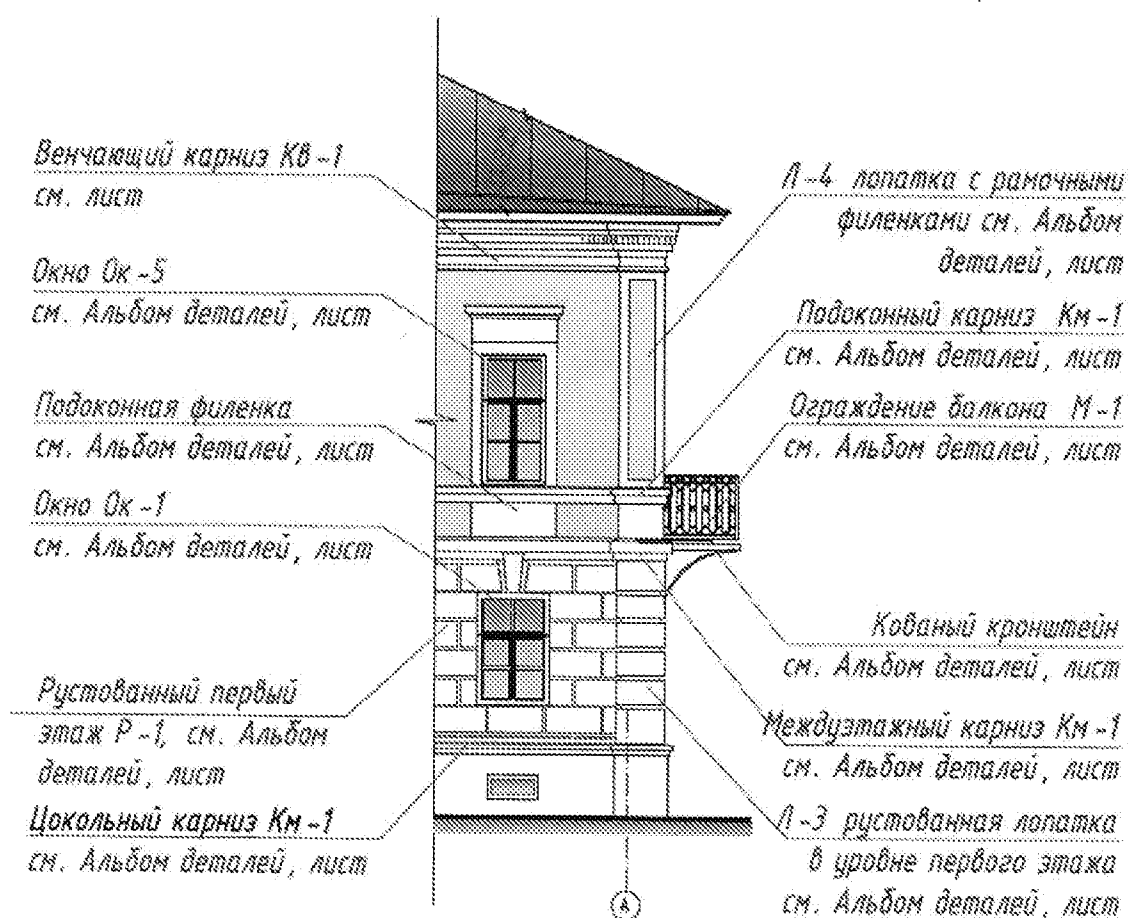 Венчающий карниз Кв-1
см. лист
Окно Ок-5
см. Альбом деталей, лист
Подоконная филенка
см. Альбом деталей, лист
Окно Ок-1
см. Альбом деталей, лист
Рустованный первый
этаж Р-1, см. Альбом
деталей, лист
Цокольный карниз Км-1
см. Альбом деталей, лист
Л-4 лопатка с рамочными
филенками см. Альбом
деталей, лист
Подоконный карниз Км-1
см. Альбом деталей, лист
Ограждение балкона М-1
см. Альбом деталей, лист
Кованый кронштейн
см. Альбом деталей, лист
Междуэтажный карниз Км-1
см. Альбом деталей, лист
Л-3 рустованная лопатка
в уровне первого этажа
см. Альбом деталей, лист
А